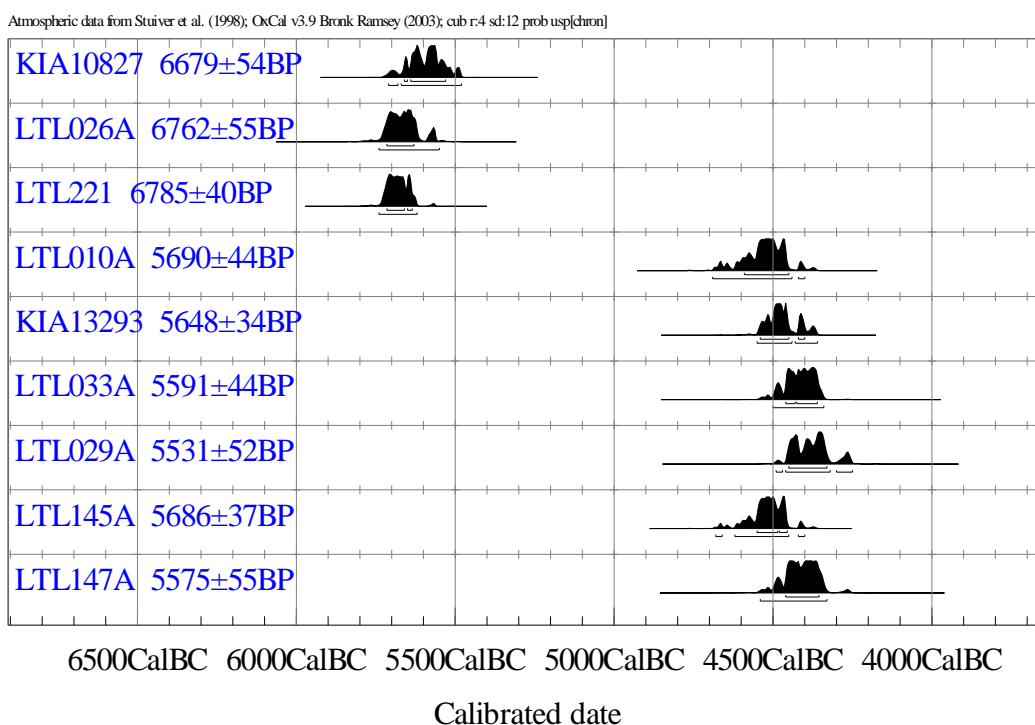 Atmospheric data from Stuiver et al. (1998); OxCal v3.9 Bronk Ramsey (2003); cub r:4 sd:12 prob usp[chron]
KIA10827 6679±54BP
LTL026A 6762±55BP
LTL221 6785±40BP
LTL010A 5690±44BP
KIA13293 5648±34BP
LTL033A 5591±44BP
LTL029A 5531±52BP
LTL145A 5686±37BP
LTL147A 5575±55BP
6500CalBC 6000CalBC 5500CalBC 5000CalBC 4500CalBC 4000CalBC
Calibrated date